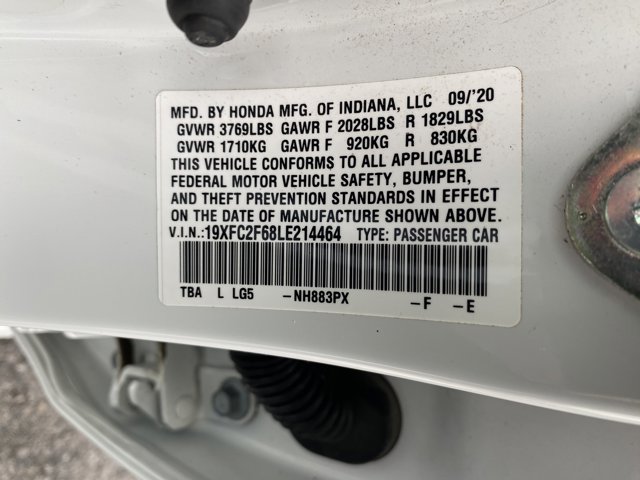 MFD. BY HONDA MFG. OF INDIANA, LLC 09/'20
GVWR 3769LBS GAWR F 2028LBS R 1829LBS
GVWR 1710KG GAWR F 920KG R 830KG
THIS VEHICLE CONFORMS TO ALL APPLICABLE
FEDERAL MOTOR VEHICLE SAFETY, BUMPER,
AND THEFT PREVENTION STANDARDS IN EFFECT
ON THE DATE OF MANUFACTURE SHOWN ABOVE.
V.I.N.:19XFC2F68LE214464 TYPE: PASSENGER CAR
TBA L LG5 -NH883PX -F -E